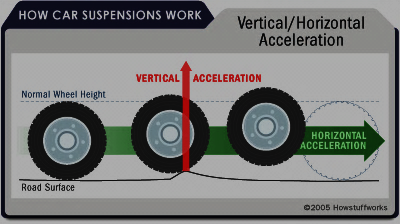 HOW CAR SUSPENSIONS WORK
Vertical/Horizontal
Acceleration
VERTICAL ACCELERATION
Normal Wheel Height
HORIZONTAL
ACCELERATION
Road Surface
©2005 Howstuffworks